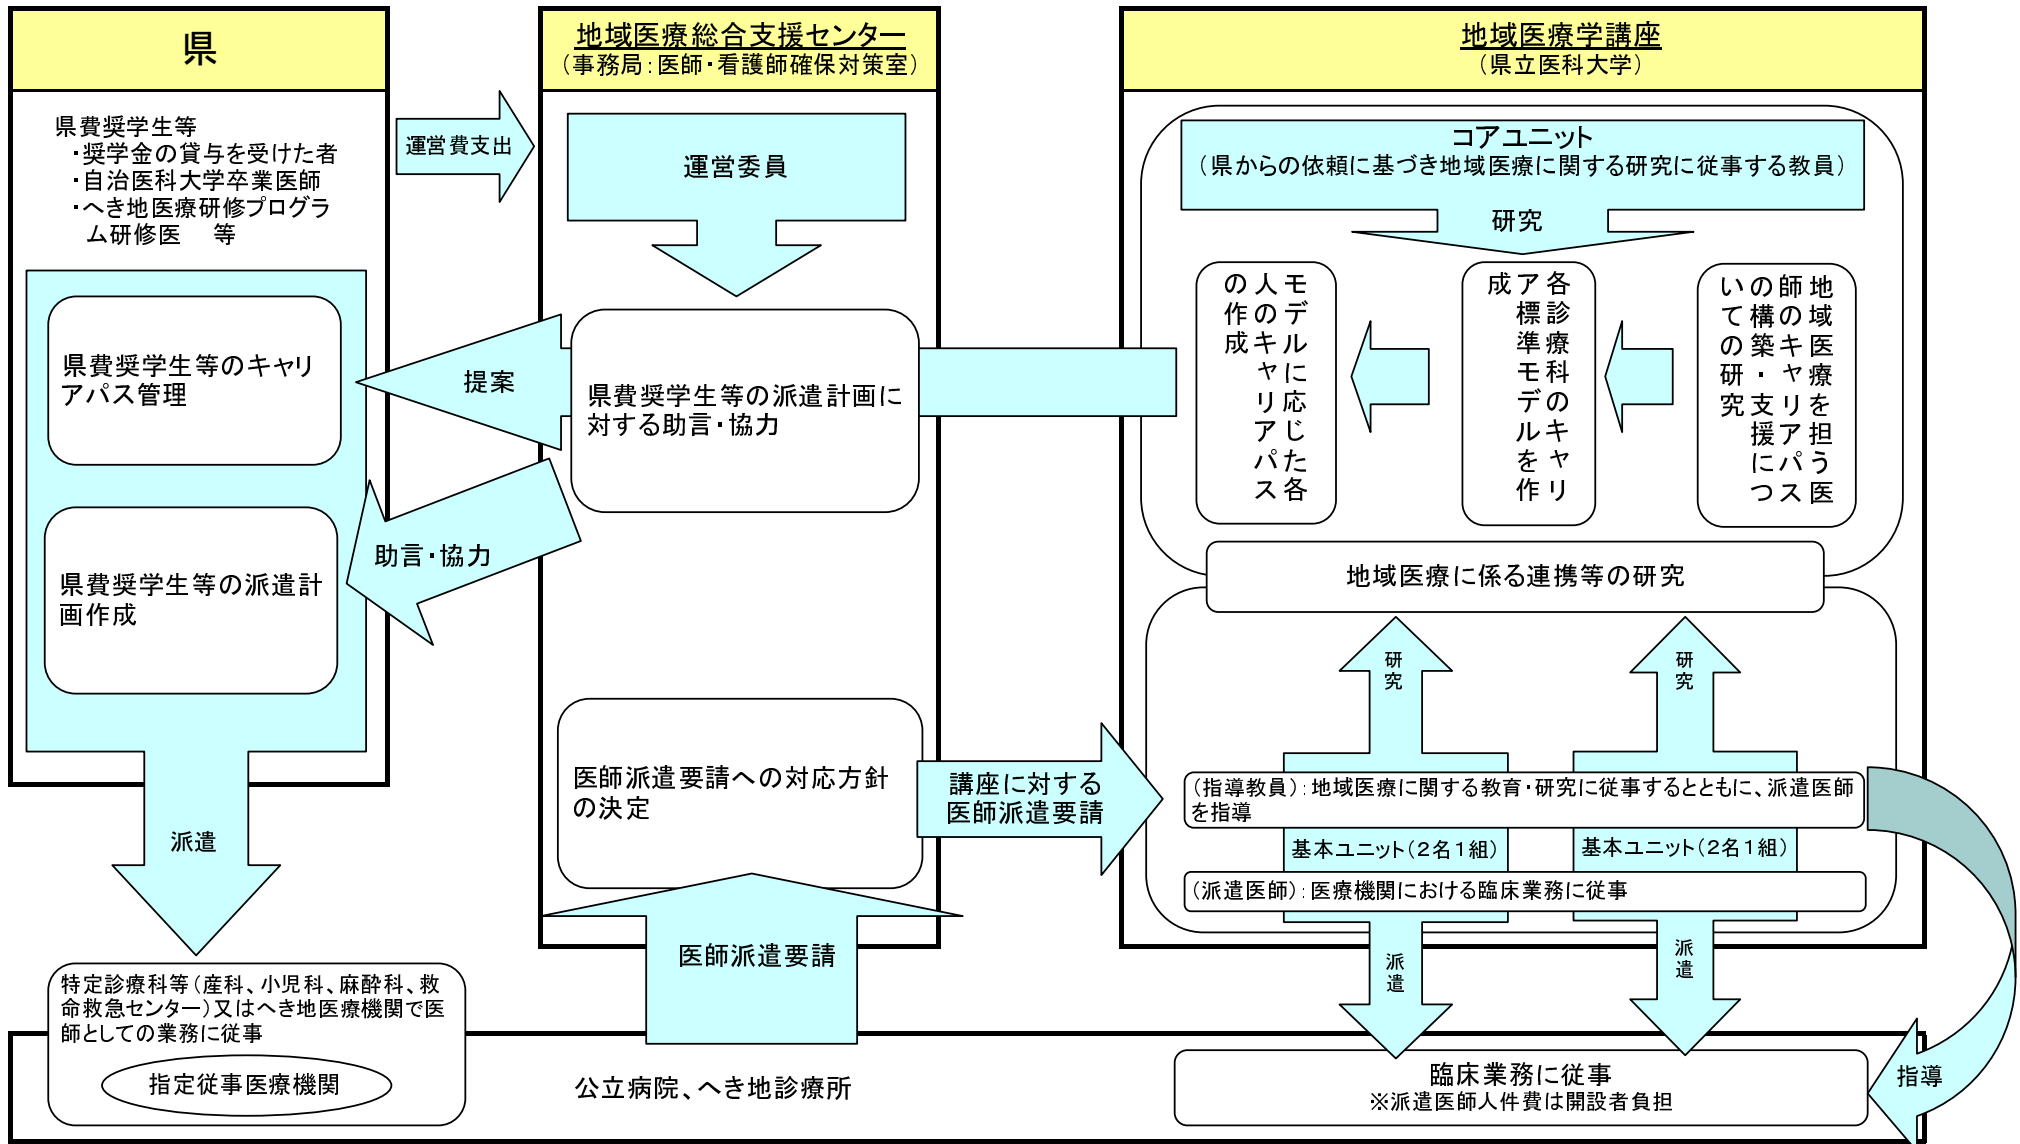 県
県費奨学生等
・奨学金の貸与を受けた者
・自治医科大学卒業医師
・へき地医療研修プログラ
ム研修医　等
県費奨学生等のキャリ
アパス管理
県費奨学生等の派遣計
画作成
派遣
運営費支出
地域医療総合支援センター
（事務局：医師・看護師確保対策室）
運営委員
提案
県費奨学生等の派遣計画に
対する助言・協力
助言・協力
医師派遣要請への対応方針
の決定
医師派遣要請
講座に対する
医師派遣要請
地域医療学講座
（県立医科大学）
コアユニット
（県からの依頼に基づき地域医療に関する研究に従事する教員）
研究
地域医療を担う医
師のキャリアパス
の構築・支援につ
いての研究
各診療科のキャリ
ア標準モデルを作
成
モデルに応じた各
人のキャリアパス
の作成
地域医療に係る連携等の研究
研究
研究
（指導教員）：地域医療に関する教育・研究に従事するとともに、派遣医師
を指導
基本ユニット（２名１組）
基本ユニット（２名１組）
（派遣医師）：医療機関における臨床業務に従事
派遣
派遣
特定診療科等（産科、小児科、麻酔科、救
命救急センター）又はへき地医療機関で医
師としての業務に従事
指定従事医療機関
公立病院、へき地診療所
臨床業務に従事
※派遣医師人件費は開設者負担
指導